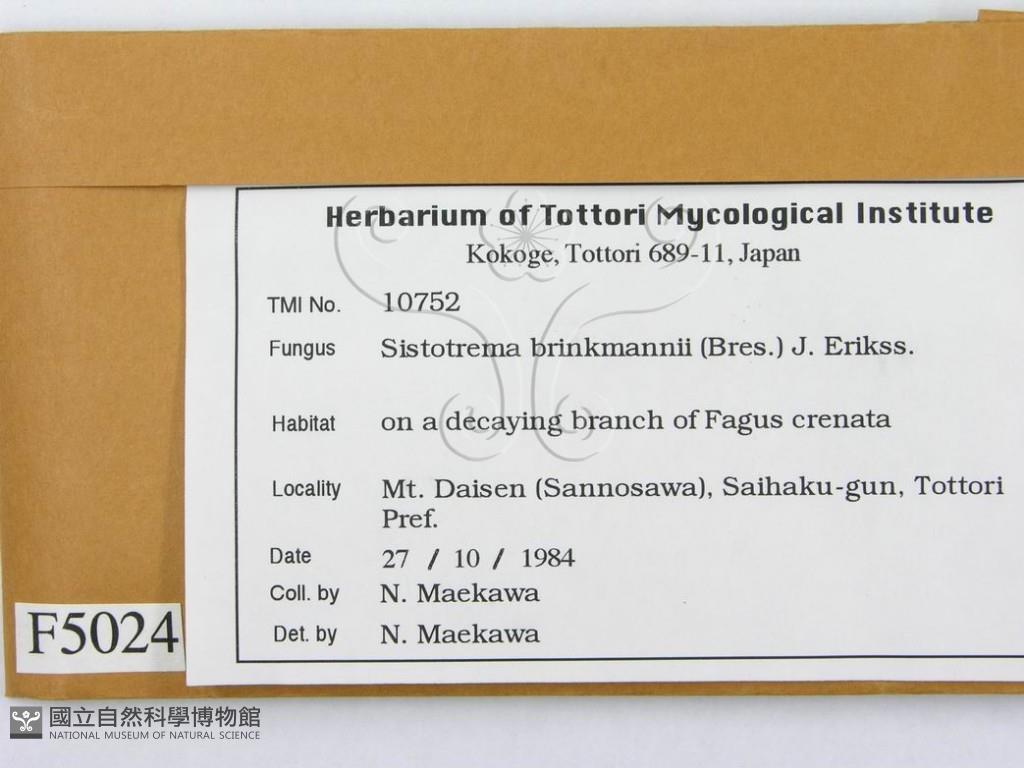 Herbarium of Tottori Mycological Institute
Kokoge, Tottori 689-11, Japan
TMI No. 10752
Fungus Sistotrema brinkmannii (Bres.) J. Erikss.
Habitat on a decaying branch of Fagus crenata
Locality Mt. Daisen (Sannosawa), Saihaku-gun, Tottori
Pref.
Date 27 / 10 / 1984
Coll. by N. Maekawa
Det. by N. Maekawa
F5024
國立自然科學博物館
NATIONAL MUSEUM OF NATURAL SCIENCE